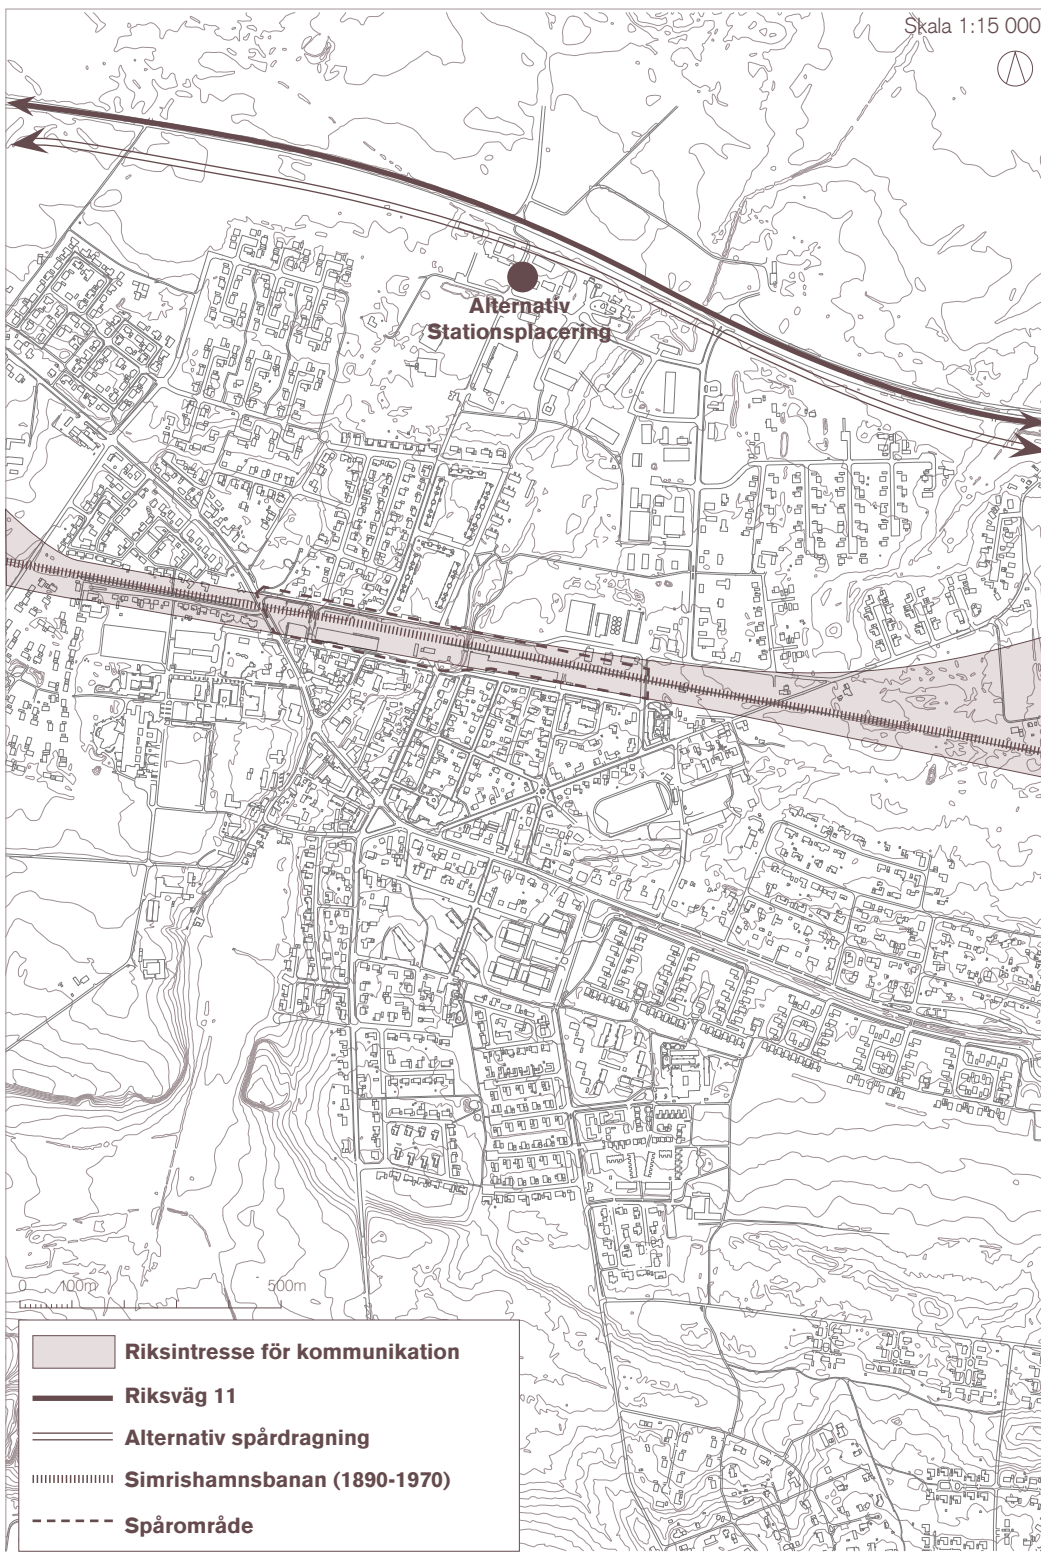 Skala 1:15 000
Alternativ
Stationsplacering
0 100m 500m
Riksintresse för kommunikation
Riksväg 11
Alternativ spårdragning
Simrishamnsbanan (1890-1970)
Spårområde